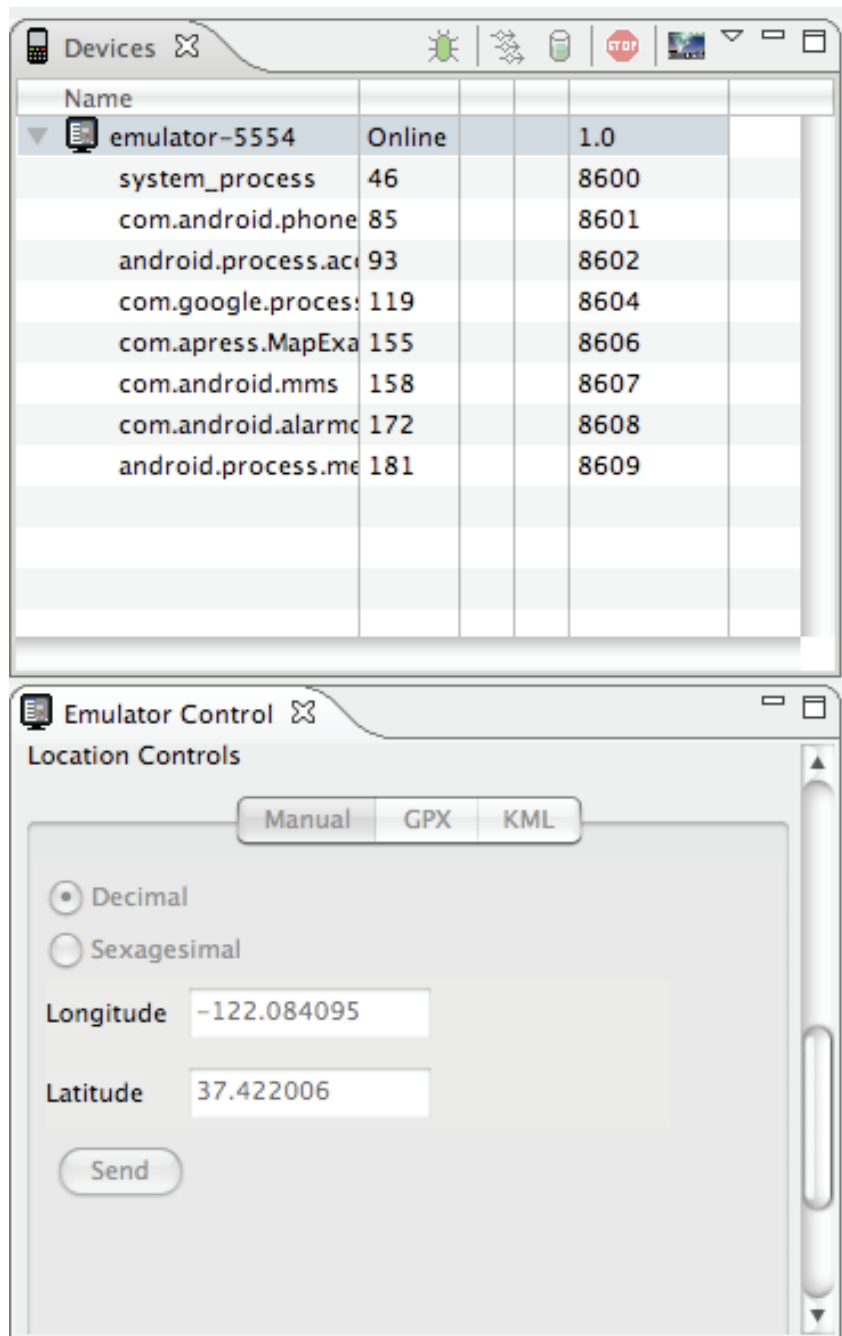 Devices
STOP
Name
emulator-5554 Online 1.0
system_process 46 8600
com.android.phone 85 8601
android.process.ac 93 8602
com.google.process 119 8604
com.apress.MapExa 155 8606
com.android.mms 158 8607
com.android.alarmc 172 8608
android.process.me 181 8609
Emulator Control
Location Controls
Manual GPX KML
Decimal
Sexagesimal
Longitude -122.084095
Latitude 37.422006
Send